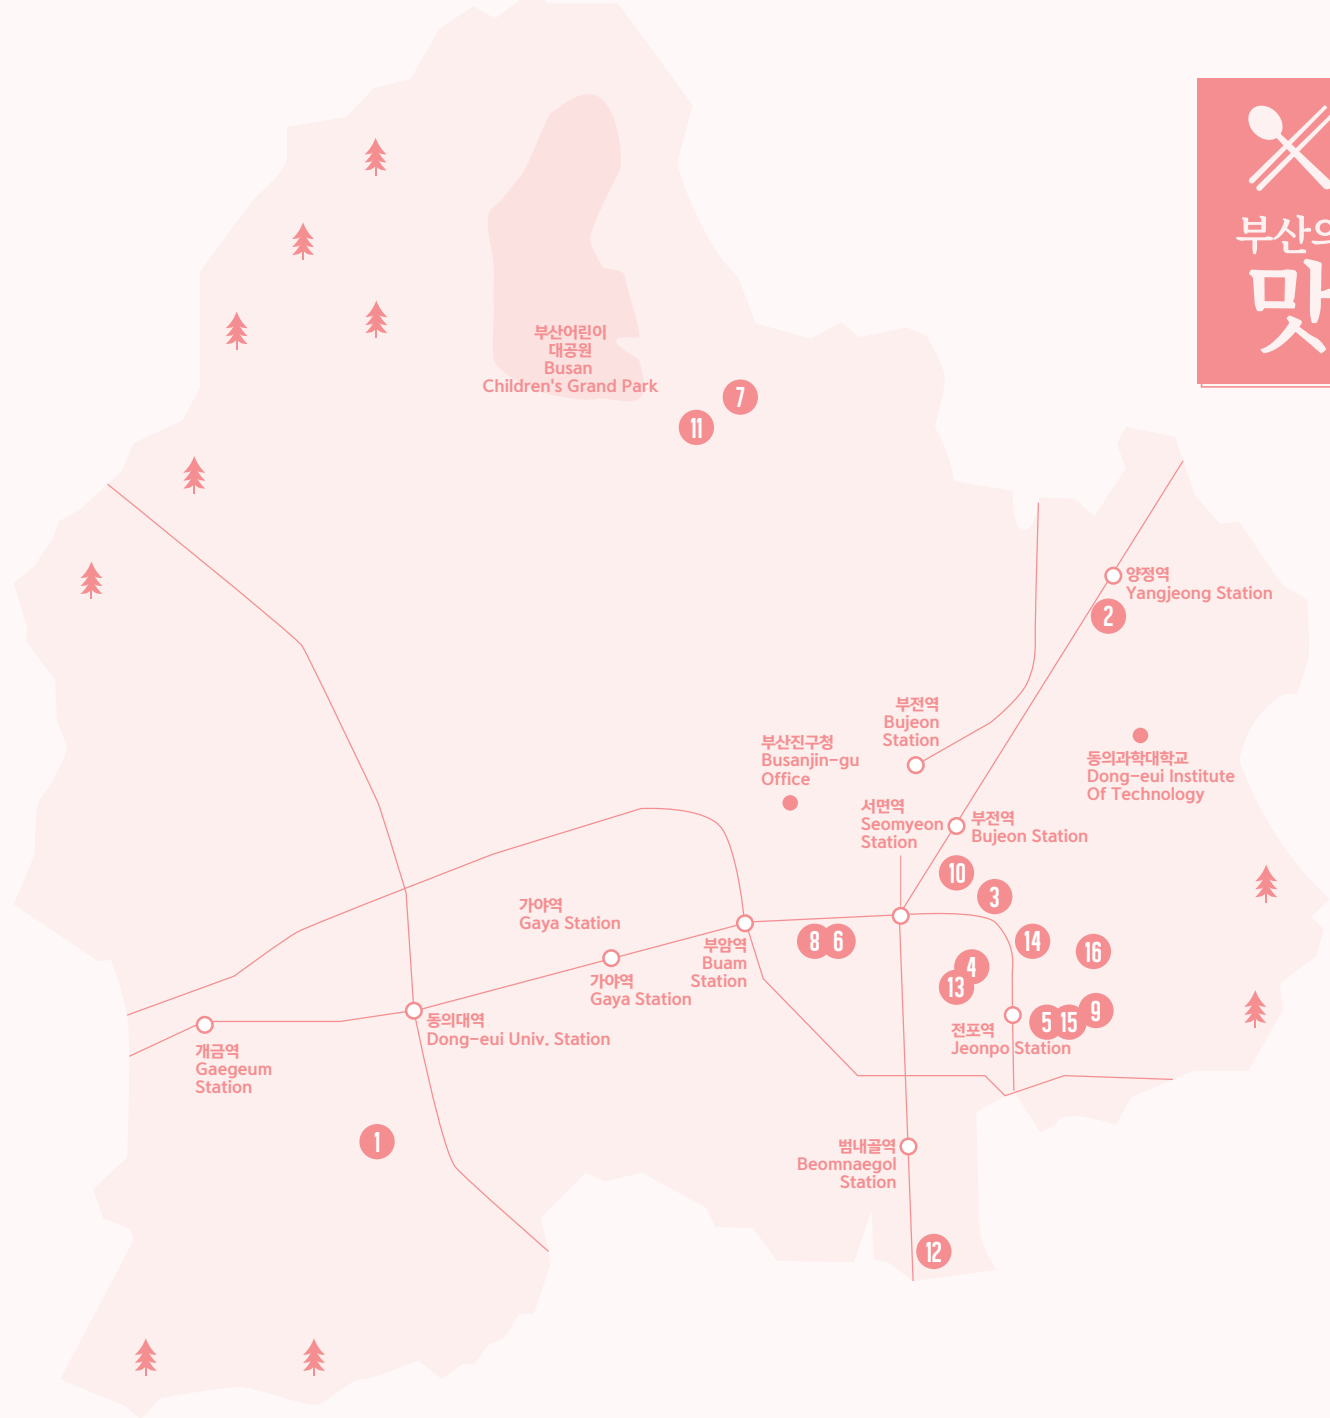 부산의
맛
부산어린이
대공원
Busan
Children's Grand Park
7
11
양정역
Yangjeong Station
2
부전역
Bujeon
Station
부산진구청
Busanjin-gu
Office
동의과학대학교
Dong-eui Institute
Of Technology
서면역
Seomyeon
Station
부전역
Bujeon Station
10
3
가야역
Gaya Station
8
6
14
16
부암역
Buam
Station
4
13
가야역
Gaya Station
9
5
15
동의대역
Dong-eui Univ. Station
전포역
Jeonpo Station
개금역
Gaegeum
Station
1
범내골역
Beomnaegol
Station
12